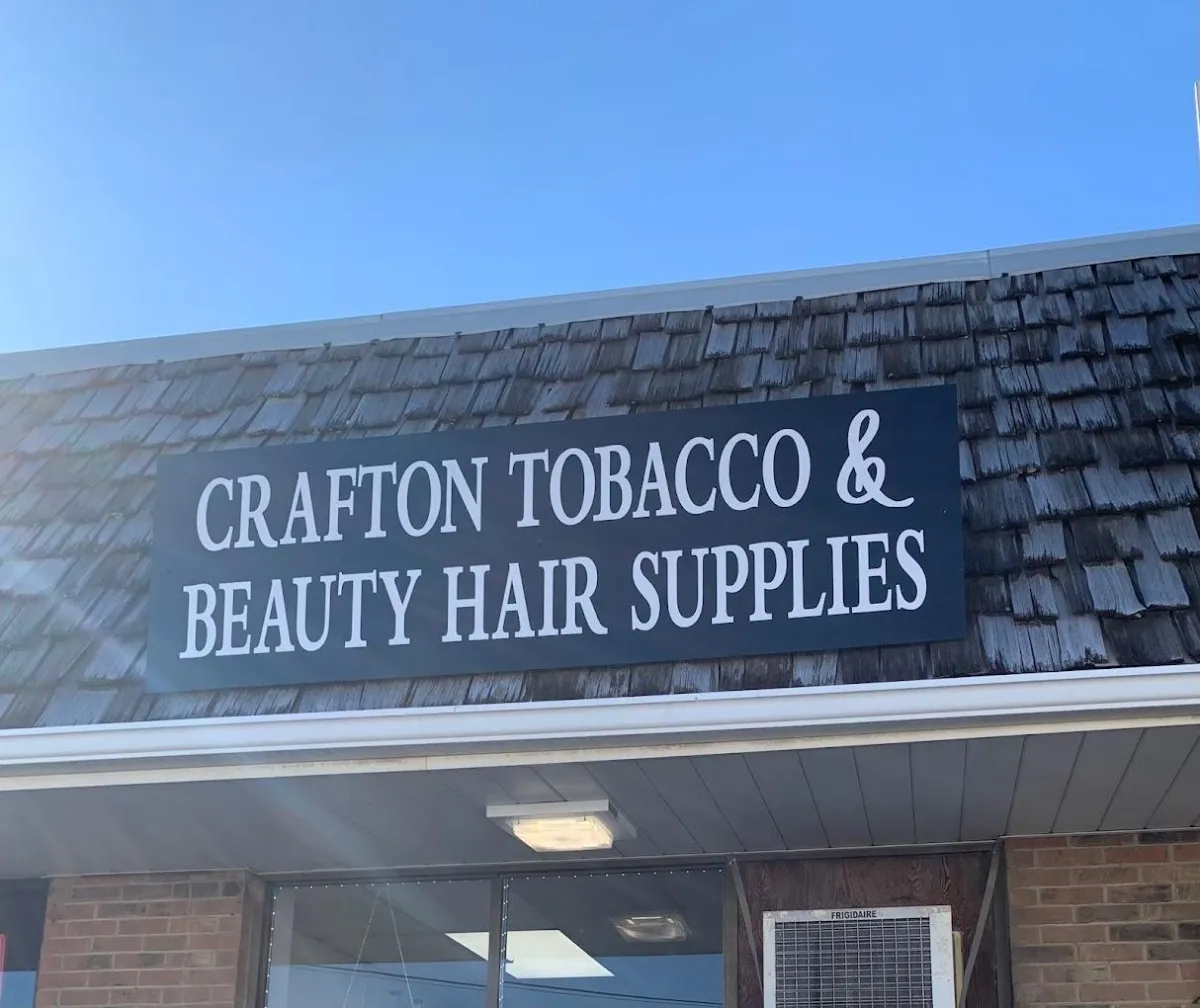 CRAFTON TOBACCO &
BEAUTY HAIR SUPPLIES
FRIGIDAIRE